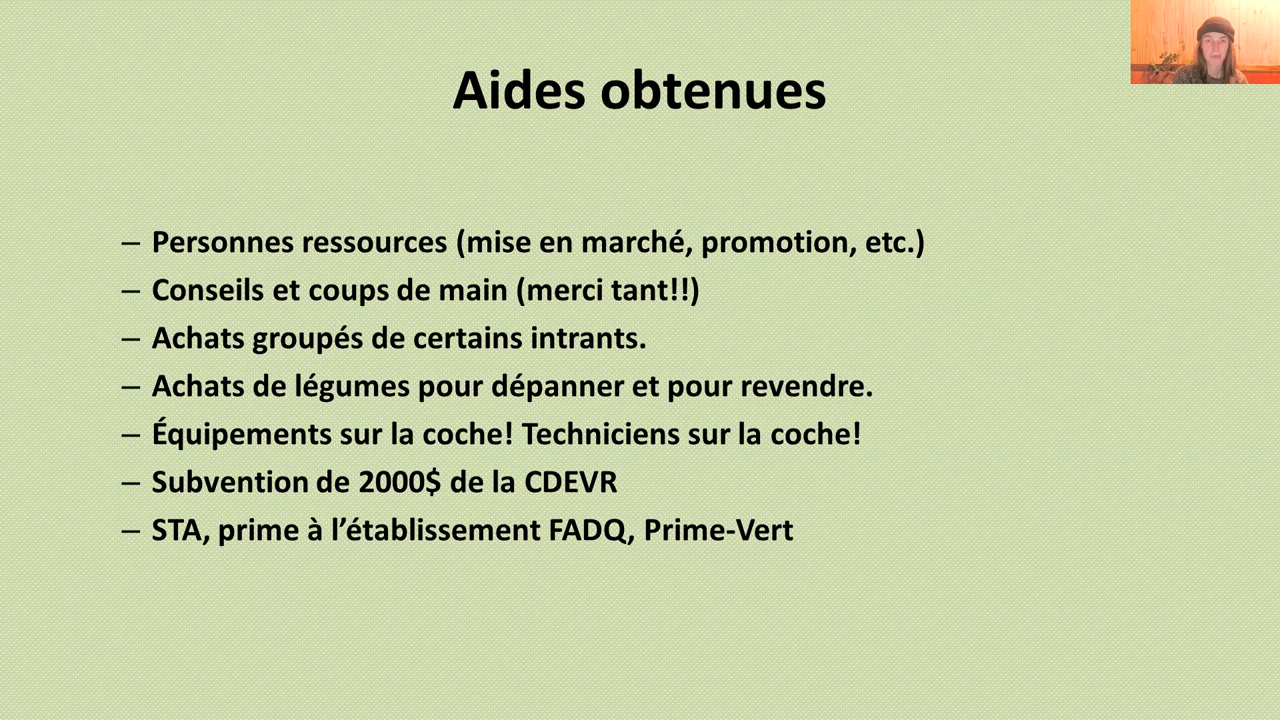 Aides obtenues
– Personnes ressources (mise en marché, promotion, etc.)
– Conseils et coups de main (merci tant!!)
– Achats groupés de certains intrants.
– Achats de légumes pour dépanner et pour revendre.
– Équipements sur la coche! Techniciens sur la coche!
– Subvention de 2000$ de la CDEVR
– STA, prime à l’établissement FADQ, Prime-Vert